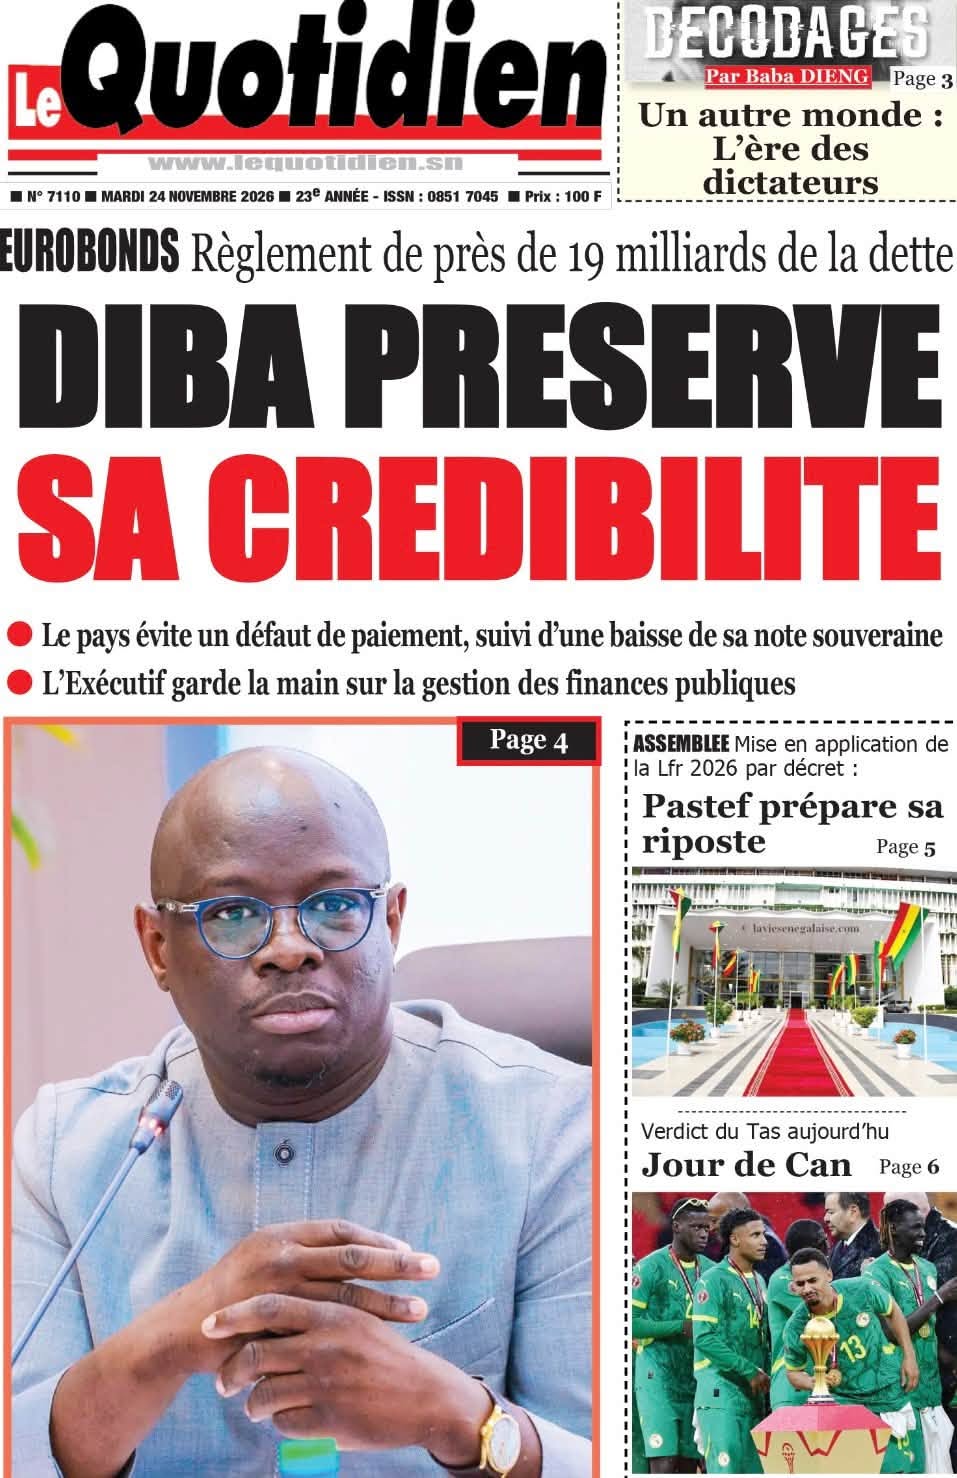 Le Quotidien
www.lequotidien.sn
■ N° 7110 ■ MARDI 24 NOVEMBRE 2026 ■ 23e ANNÉE - ISSN : 0851 7045 ■ Prix : 100 F
DECODAGES
Par Baba DIENG
Page 3
Un autre monde :
L'ère des
dictateurs
EUROBONDS Règlement de près de 19 milliards de la dette
DIBA PRESERVE
SA CREDIBILITE
● Le pays évite un défaut de paiement, suivi d'une baisse de sa note souveraine
● L'Exécutif garde la main sur la gestion des finances publiques
Page 4
ASSEMBLEE Mise en application de
la Lfr 2026 par décret :
Pastef prépare sa
riposte Page 5
© laviesenegalaise.com
Verdict du Tas aujourd'hu
Jour de Can Page 6
13